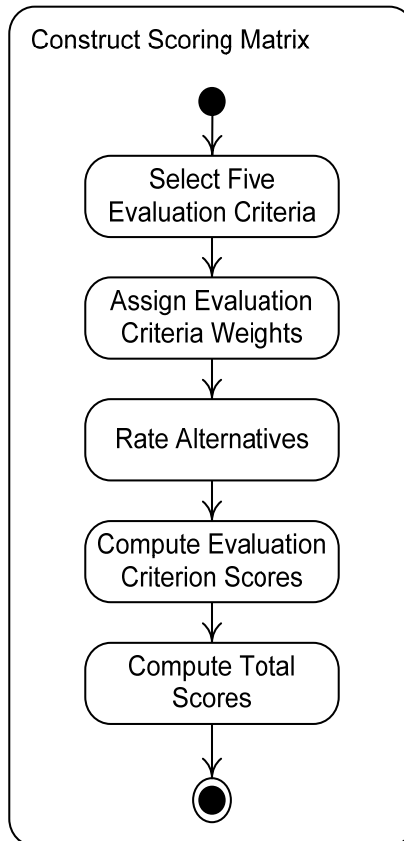 Construct Scoring Matrix
Select Five
Evaluation Criteria
Assign Evaluation
Criteria Weights
Rate Alternatives
Compute Evaluation
Criterion Scores
Compute Total
Scores